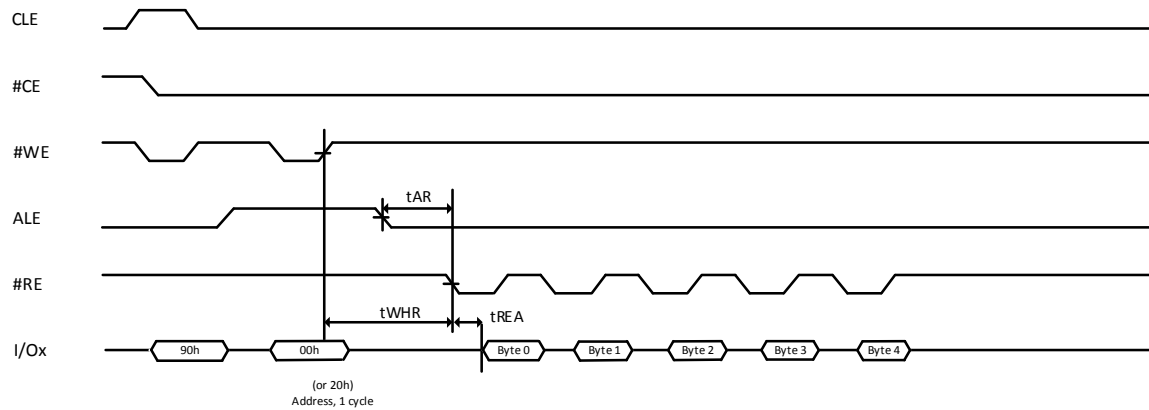 CLE
#CE
#WE
ALE
tAR
#RE
tWHR
tREA
I/Ox
90h
00h
Byte 0
Byte 1
Byte 2
Byte 3
Byte 4
(or 20h)
Address, 1 cycle